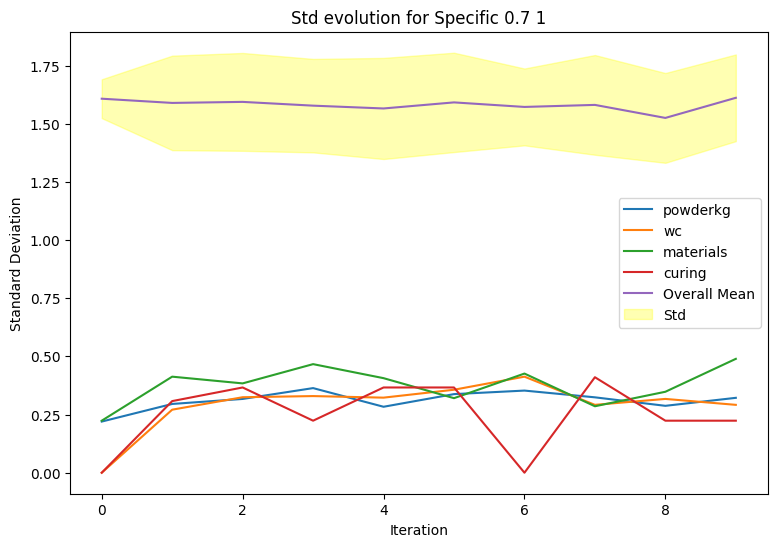 Std evolution for Specific 0.7 1
1.75
1.50
1.25
1.00
0.75
0.50
0.25
0.00
Standard Deviation
powderkg
wc
materials
curing
Overall Mean
Std
0 2 4 6 8
Iteration